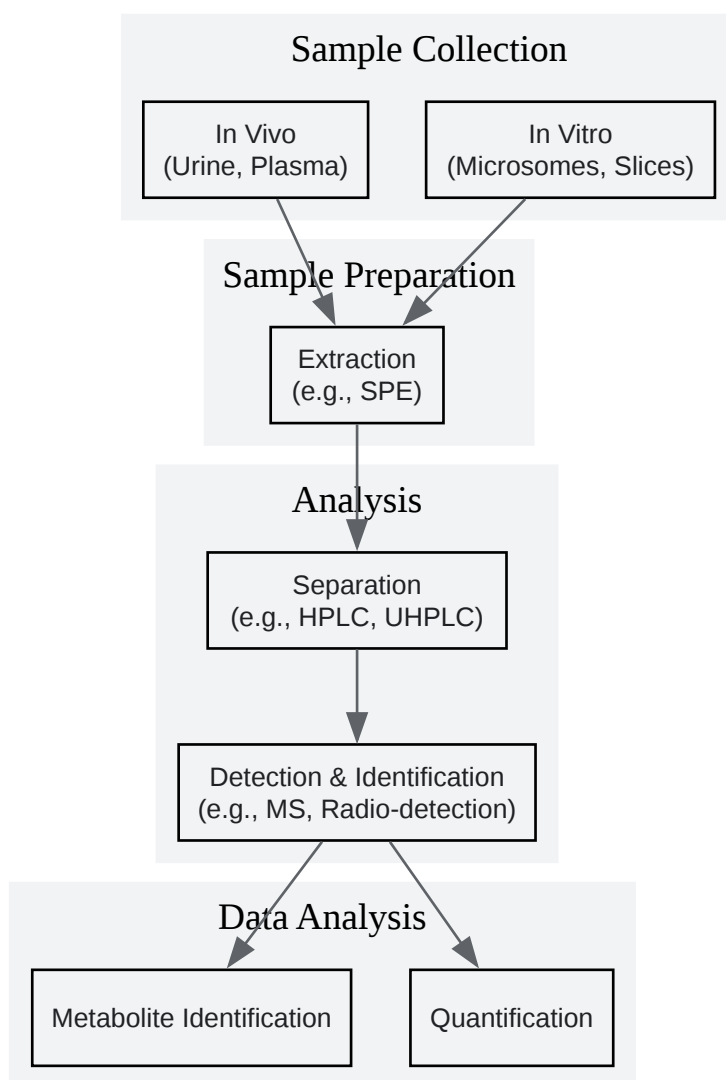 Sample Collection
In Vivo
(Urine, Plasma)
In Vitro
(Microsomes, Slices)
Sample Preparation
Extraction
(e.g., SPE)
Analysis
Separation
(e.g., HPLC, UHPLC)
Detection & Identification
(e.g., MS, Radio-detection)
Data Analysis
Metabolite Identification
Quantification